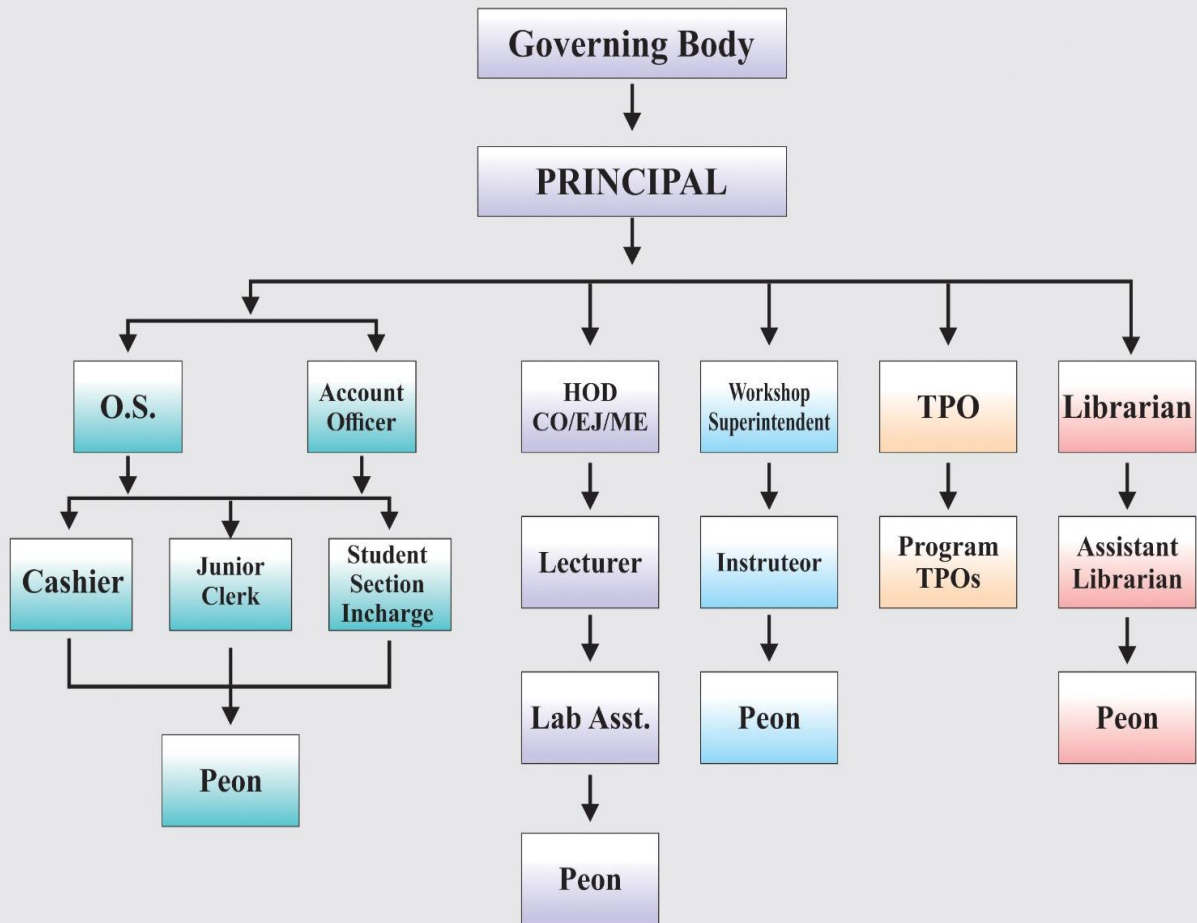 Governing Body
PRINCIPAL
O.S.
Account
Officer
HOD
CO/EJ/ME
Workshop
Superintendent
TPO
Librarian
Cashier
Junior
Clerk
Student
Section
Incharge
Lecturer
Instruteor
Program
TPOs
Assistant
Librarian
Peon
Lab Asst.
Peon
Peon
Peon